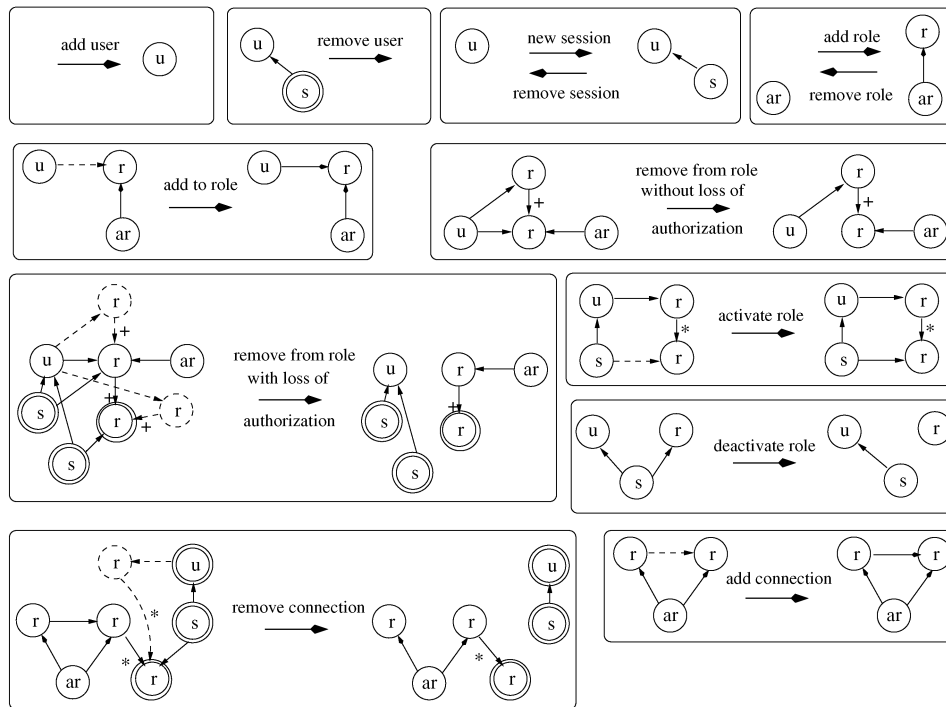 add user
u
u
s
remove user
u
new session
remove session
u
s
ar
add role
remove role
r
ar
u
r
ar
add to role
u
r
ar
r
+
u
r
ar
remove from role
without loss of
authorization
r
+
u
r
ar
r
+
u
r
ar
s
+
r
r
+
s
remove from role
with loss of
authorization
u
r
ar
s
+
r
s
u
r
*
s
r
activate role
u
r
*
s
r
u
r
s
deactivate role
u
r
s
r
u
*
r
r
s
*
ar
r
remove connection
u
r
r
s
*
ar
r
r
r
ar
add connection
r
r
ar